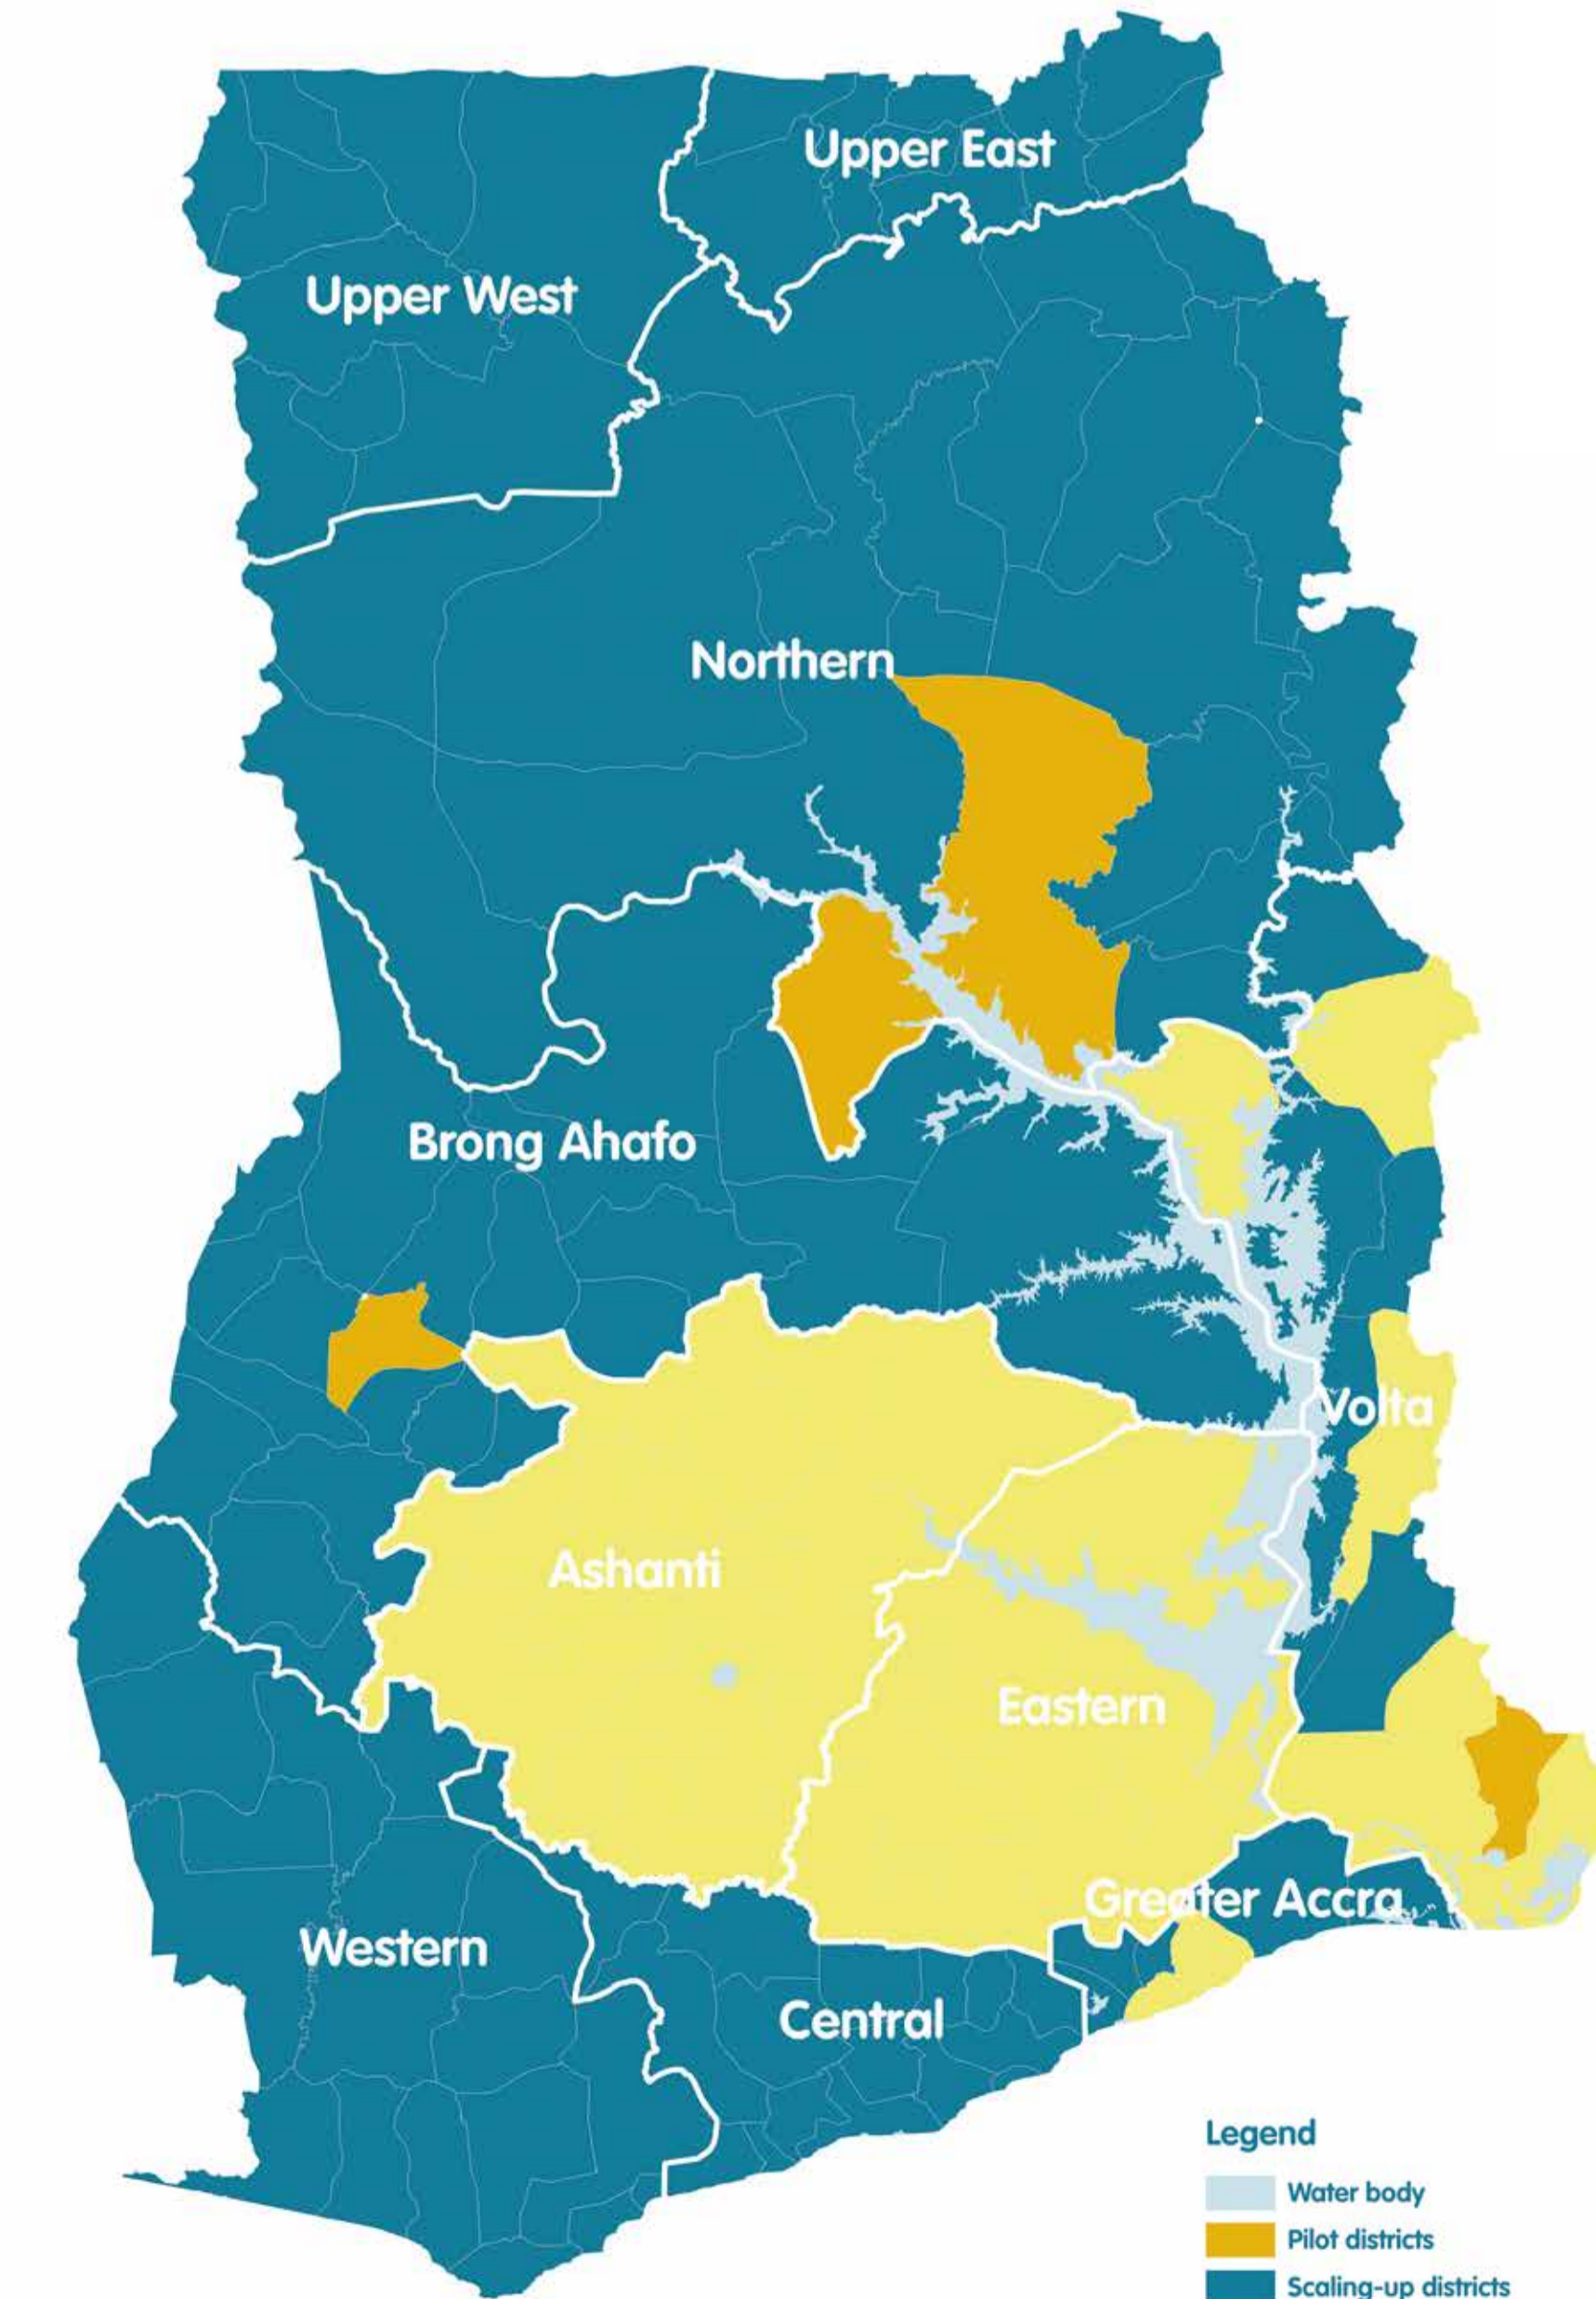 Upper East
Upper West
Northern
Brong Ahafo
Volta
Ashanti
Eastern
Greater Accra
Western
Central
Legend
Water body
Pilot districts
Scaling-up districts